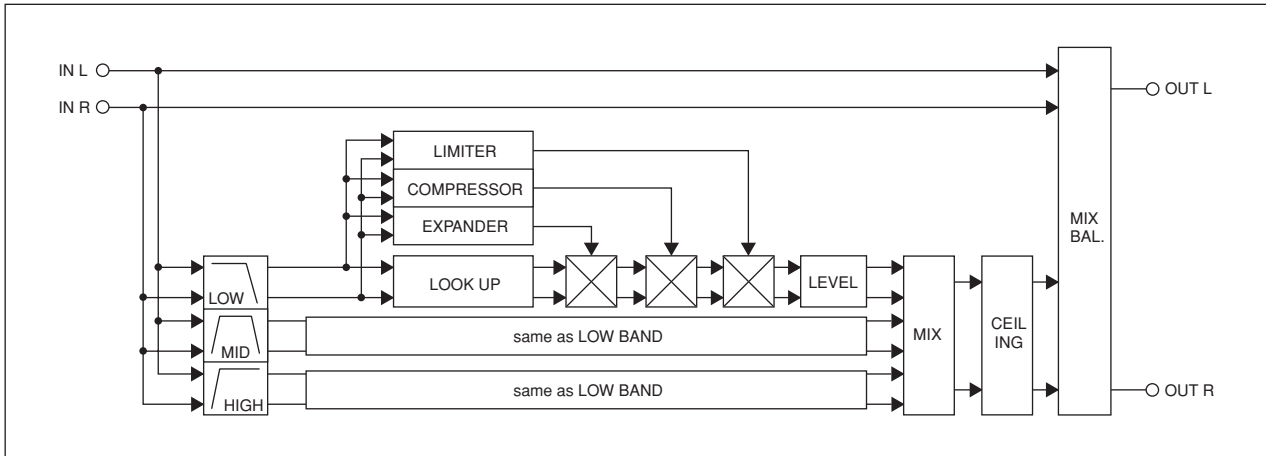 IN L
IN R
OUT L
LIMITER
COMPRESSOR
EXPANDER
MIX
BAL.
LOW
LOOK UP
LEVEL
MID
same as LOW BAND
MIX
CEIL
ING
HIGH
same as LOW BAND
OUT R